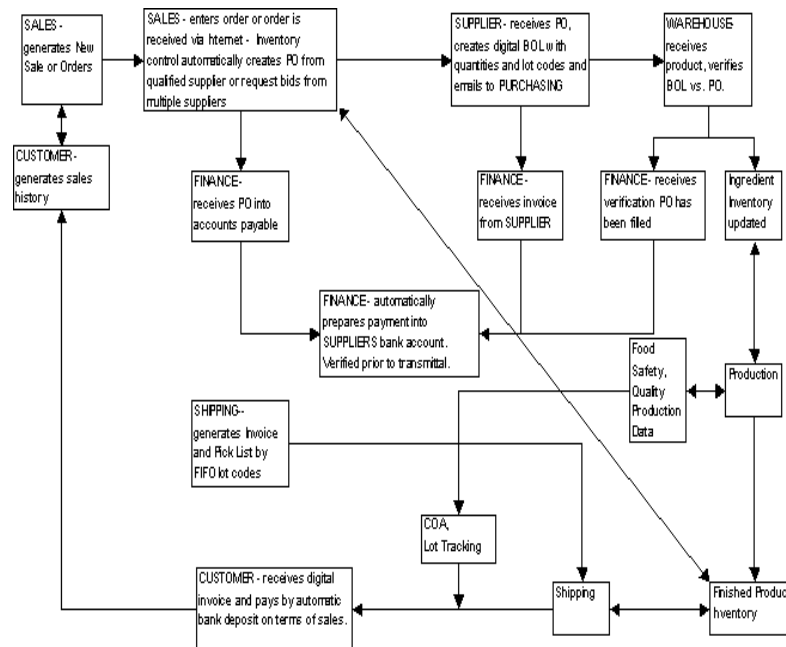 SALES -
generates New
Sale or Orders
SALES - enters order or order is
received via Hternet - Inventory
control automatically creates PO from
qualified supplier or request bids from
multiple suppliers
SUPPLIER - receives PO,
creates digital BOL with
quantities and lot codes and
emails to PURCHASING
WAREHOUSE-
receives
product, verifies
BOL vs. PO.
CUSTOMER-
generates sales
history
FINANCE-
receives PO into
accounts payable
FINANCE-
receives invoice
from SUPPLIER
FINANCE - receives
verification PO has
been filled
Ingredient
Inventory
updated
FINANCE - automatically
prepares payment into
SUPPLIERS bank account.
Verified prior to transmittal.
Food
Safety,
Quality
Production
Data
Production
SHIPPING--
generates Invoice
and Pick List by
FIFO lot codes
COA,
Lot Tracking
CUSTOMER - receives digital
invoice and pays by automatic
bank deposit on terms of sales.
Shipping
Finished Produc
hventory